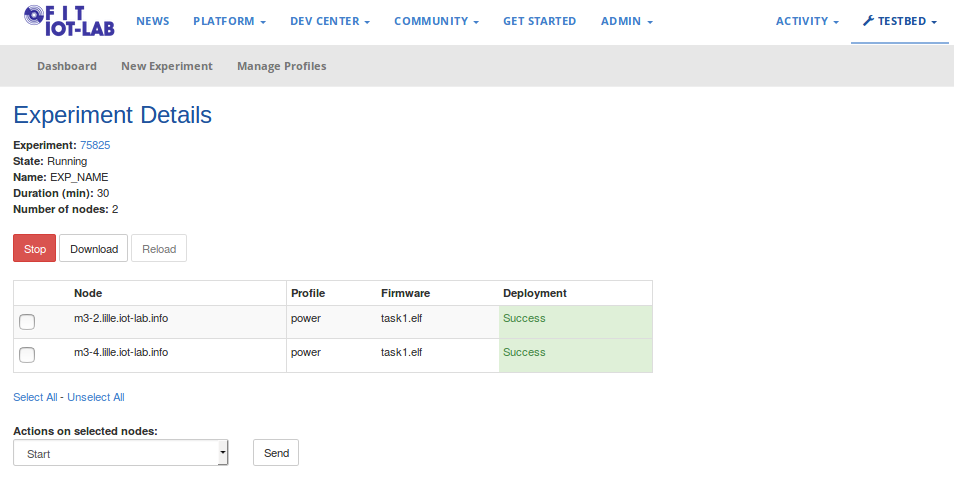 FIT
IOT-LAB
NEWS PLATFORM DEV CENTER COMMUNITY GET STARTED ADMIN ACTIVITY TESTBED
Dashboard New Experiment Manage Profiles
Experiment Details
Experiment: 75825
State: Running
Name: EXP_NAME
Duration (min): 30
Number of nodes: 2
Stop Download Reload
Node Profile Firmware Deployment
m3-2.lille.iot-lab.info power task1.elf Success
m3-4.lille.iot-lab.info power task1.elf Success
Select All - Unselect All
Actions on selected nodes:
Start Send